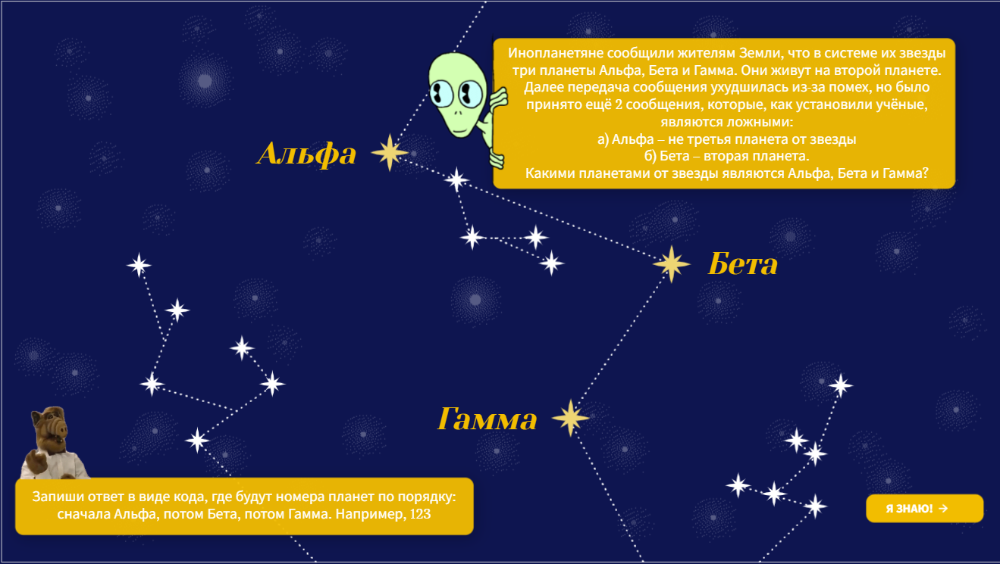 Инопланетяне сообщили жителям Земли, что в системе их звезды
три планеты Альфа, Бета и Гамма. Они живут на второй планете.
Далее передача сообщения ухудшилась из-за помех, но было
принято ещё 2 сообщения, которые, как установили учёные,
являются ложными:
а) Альфа – не третья планета от звезды
б) Бета – вторая планета.
Какими планетами от звезды являются Альфа, Бета и Гамма?
Альфа
Бета
Гамма
Запиши ответ в виде кода, где будут номера планет по порядку:
сначала Альфа, потом Бета, потом Гамма. Например, 123
Я ЗНАЮ! →